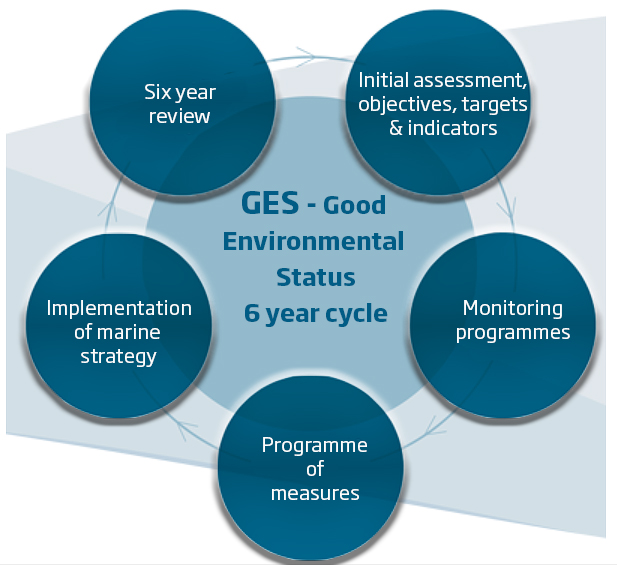 Six year
review
Initial assessment,
objectives, targets
& indicators
GES - Good
Environmental
Status
6 year cycle
Implementation
of marine
strategy
Monitoring
programmes
Programme
of
measures